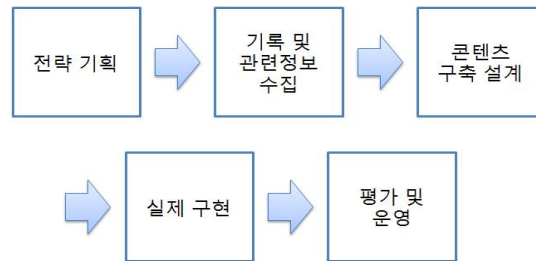 전략 기획
기록 및
관련정보
수집
콘텐츠
구축 설계
실제 구현
평가 및
운영